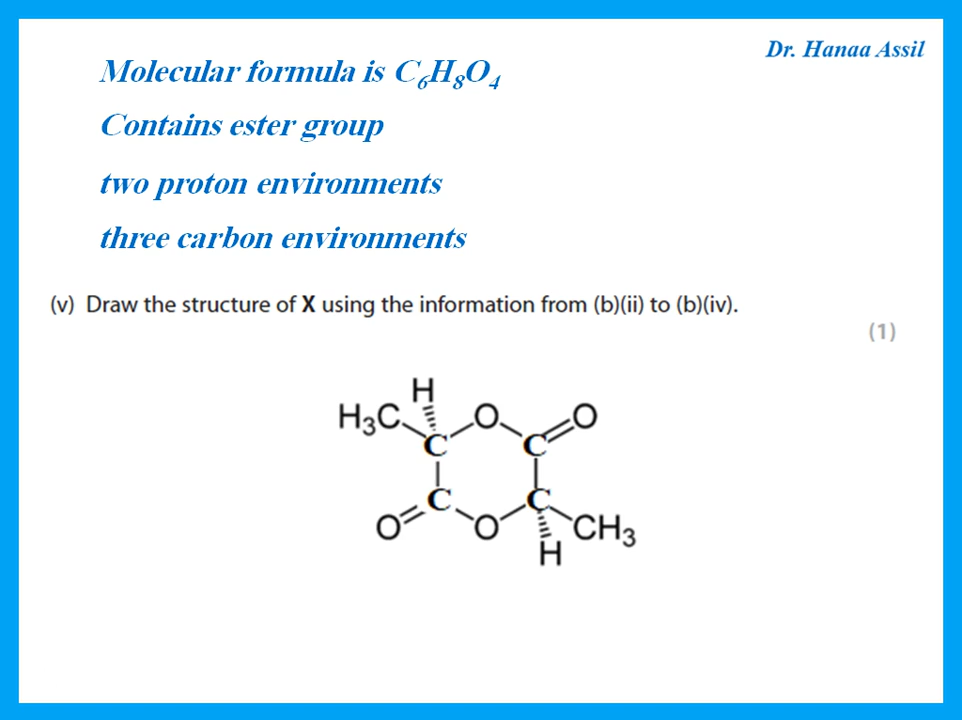 Dr. Hanaa Assil
Molecular formula is C₆H₈O₄
Contains ester group
two proton environments
three carbon environments
(v) Draw the structure of X using the information from (b)(ii) to (b)(iv).
(1)
H
H₃C O O
C C
C C
O O CH₃
H